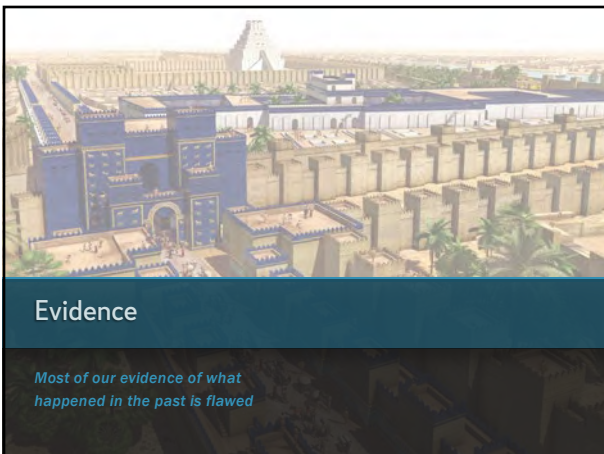 Evidence
Most of our evidence of what
happened in the past is flawed